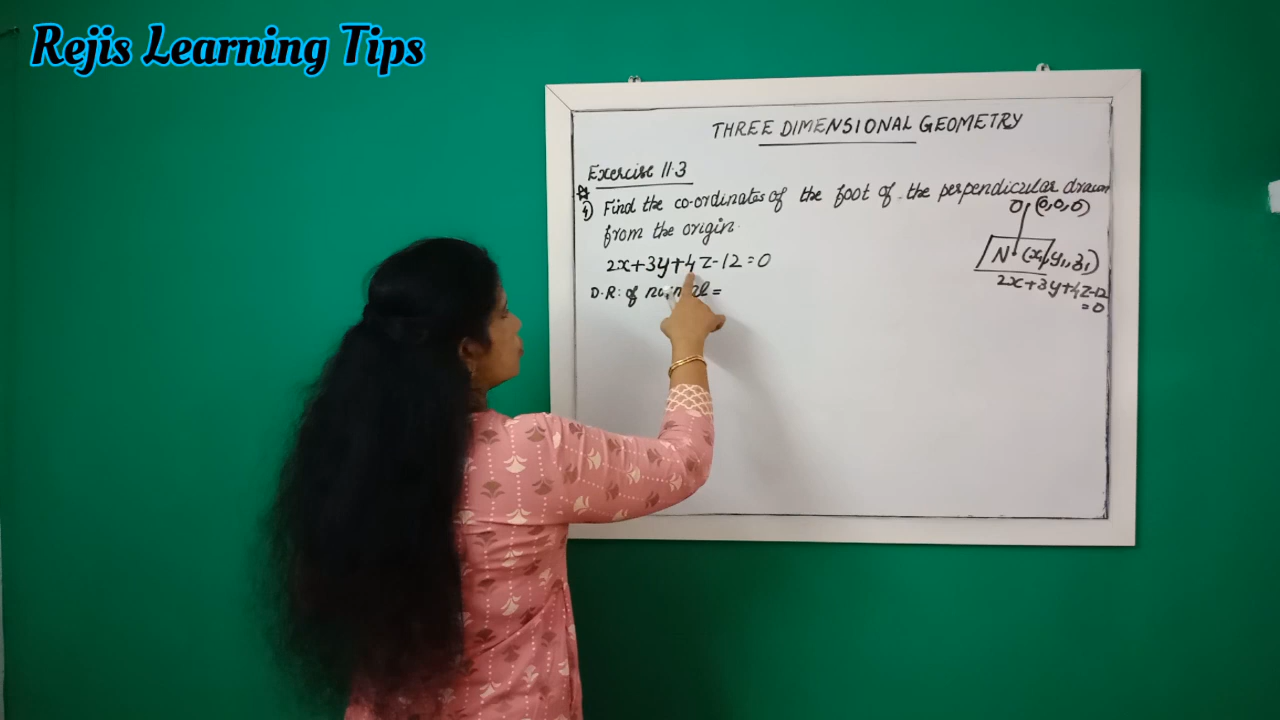 Rejis Learning Tips
THREE DIMENSIONAL GEOMETRY
Exercise 11.3
4) Find the co-ordinates of the foot of the perpendicular drawn
from the origin.
2x+3y+4z-12=0
D.R: of normal =
O (0,0,0)
N (x₁,y₁,z₁)
2x+3y+4z-12
=0